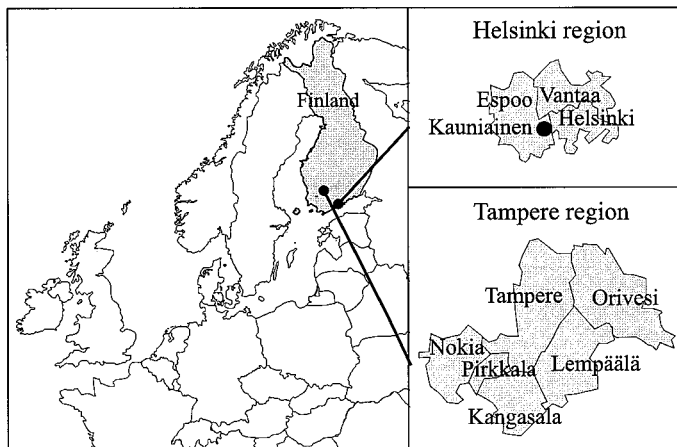 Finland
Helsinki region
Espoo Vantaa
Kauniainen Helsinki
Tampere region
Tampere Orivesi
Nokia
Pirkkala Lempäälä
Kangasala